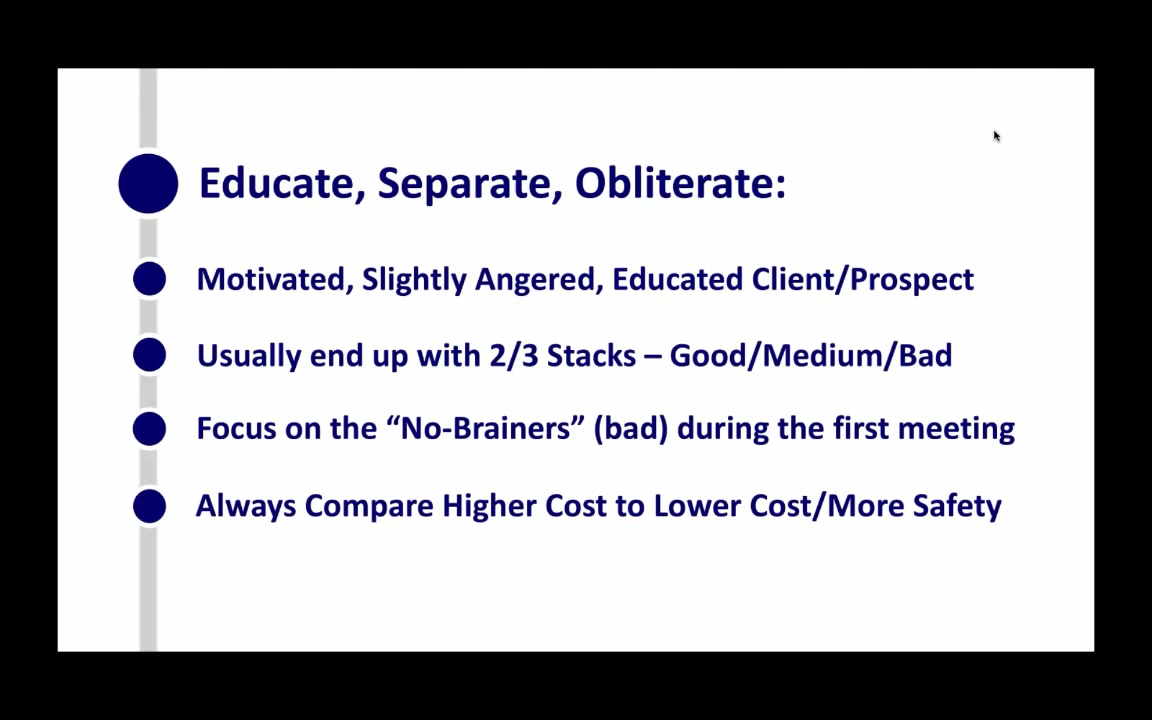 Educate, Separate, Obliterate:
Motivated, Slightly Angered, Educated Client/Prospect
Usually end up with 2/3 Stacks – Good/Medium/Bad
Focus on the “No-Brainers” (bad) during the first meeting
Always Compare Higher Cost to Lower Cost/More Safety